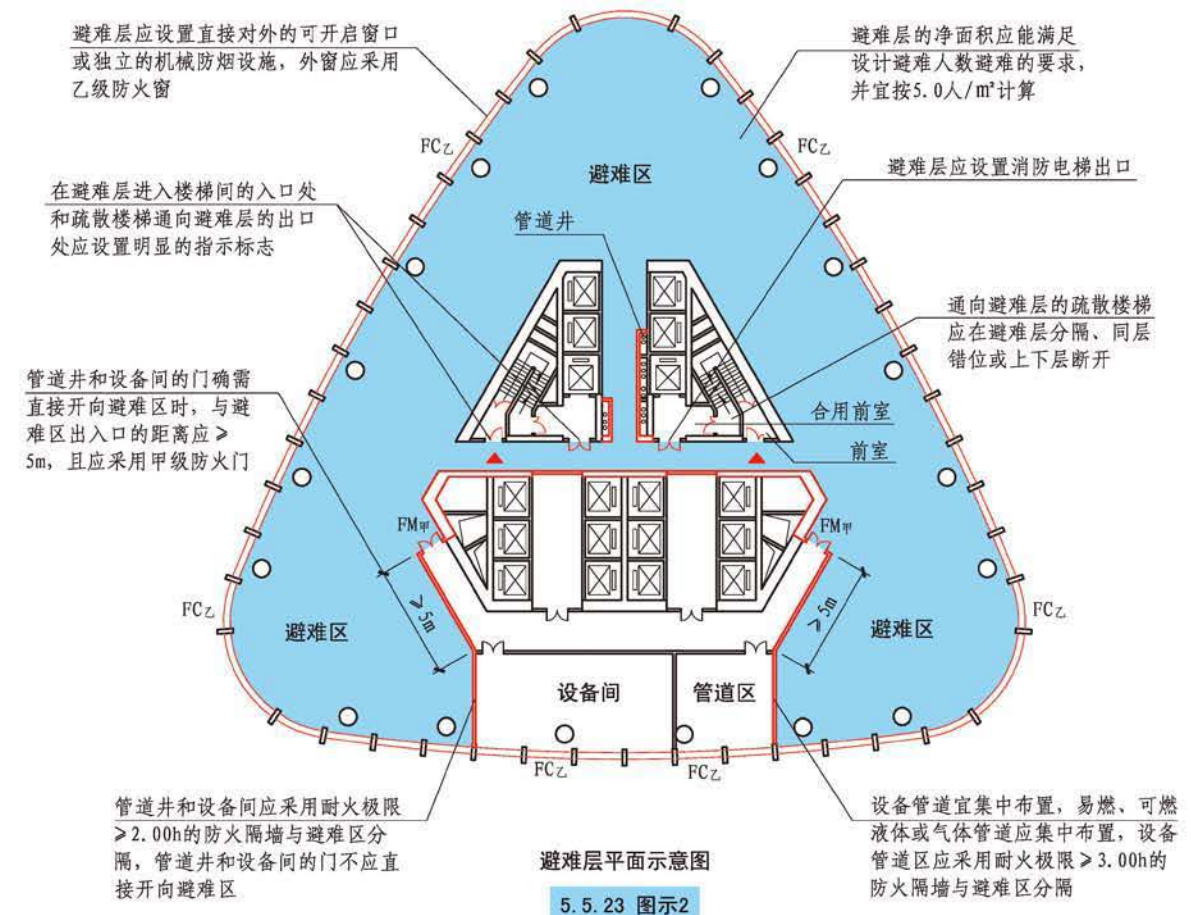 避难层应设置直接对外的可开启窗口
或独立的机械防烟设施，外窗应采用
乙级防火窗
避难层的净面积应能满足
设计避难人数避难的要求，
并宜按5.0人/m²计算
FC乙
FC乙
避难区
避难层应设置消防电梯出口
在避难层进入楼梯间的入口处
和疏散楼梯通向避难层的出口
处应设置明显的指示标志
管道井
通向避难层的疏散楼梯
应在避难层分隔、同层
错位或上下层断开
管道井和设备间的门确需
直接开向避难区时，与避
难区出入口的距离应≥
5m，且应采用甲级防火门
合用前室
前室
FM甲
FM甲
≥5m
≥5m
FC乙
FC乙
避难区
避难区
设备间
管道区
FC乙
FC乙
管道井和设备间应采用耐火极限
≥2.00h的防火隔墙与避难区分
隔，管道井和设备间的门不应直
接开向避难区
设备管道宜集中布置，易燃、可燃
液体或气体管道应集中布置，设备
管道区应采用耐火极限≥3.00h的
防火隔墙与避难区分隔
避难层平面示意图
5.5.23 图示2